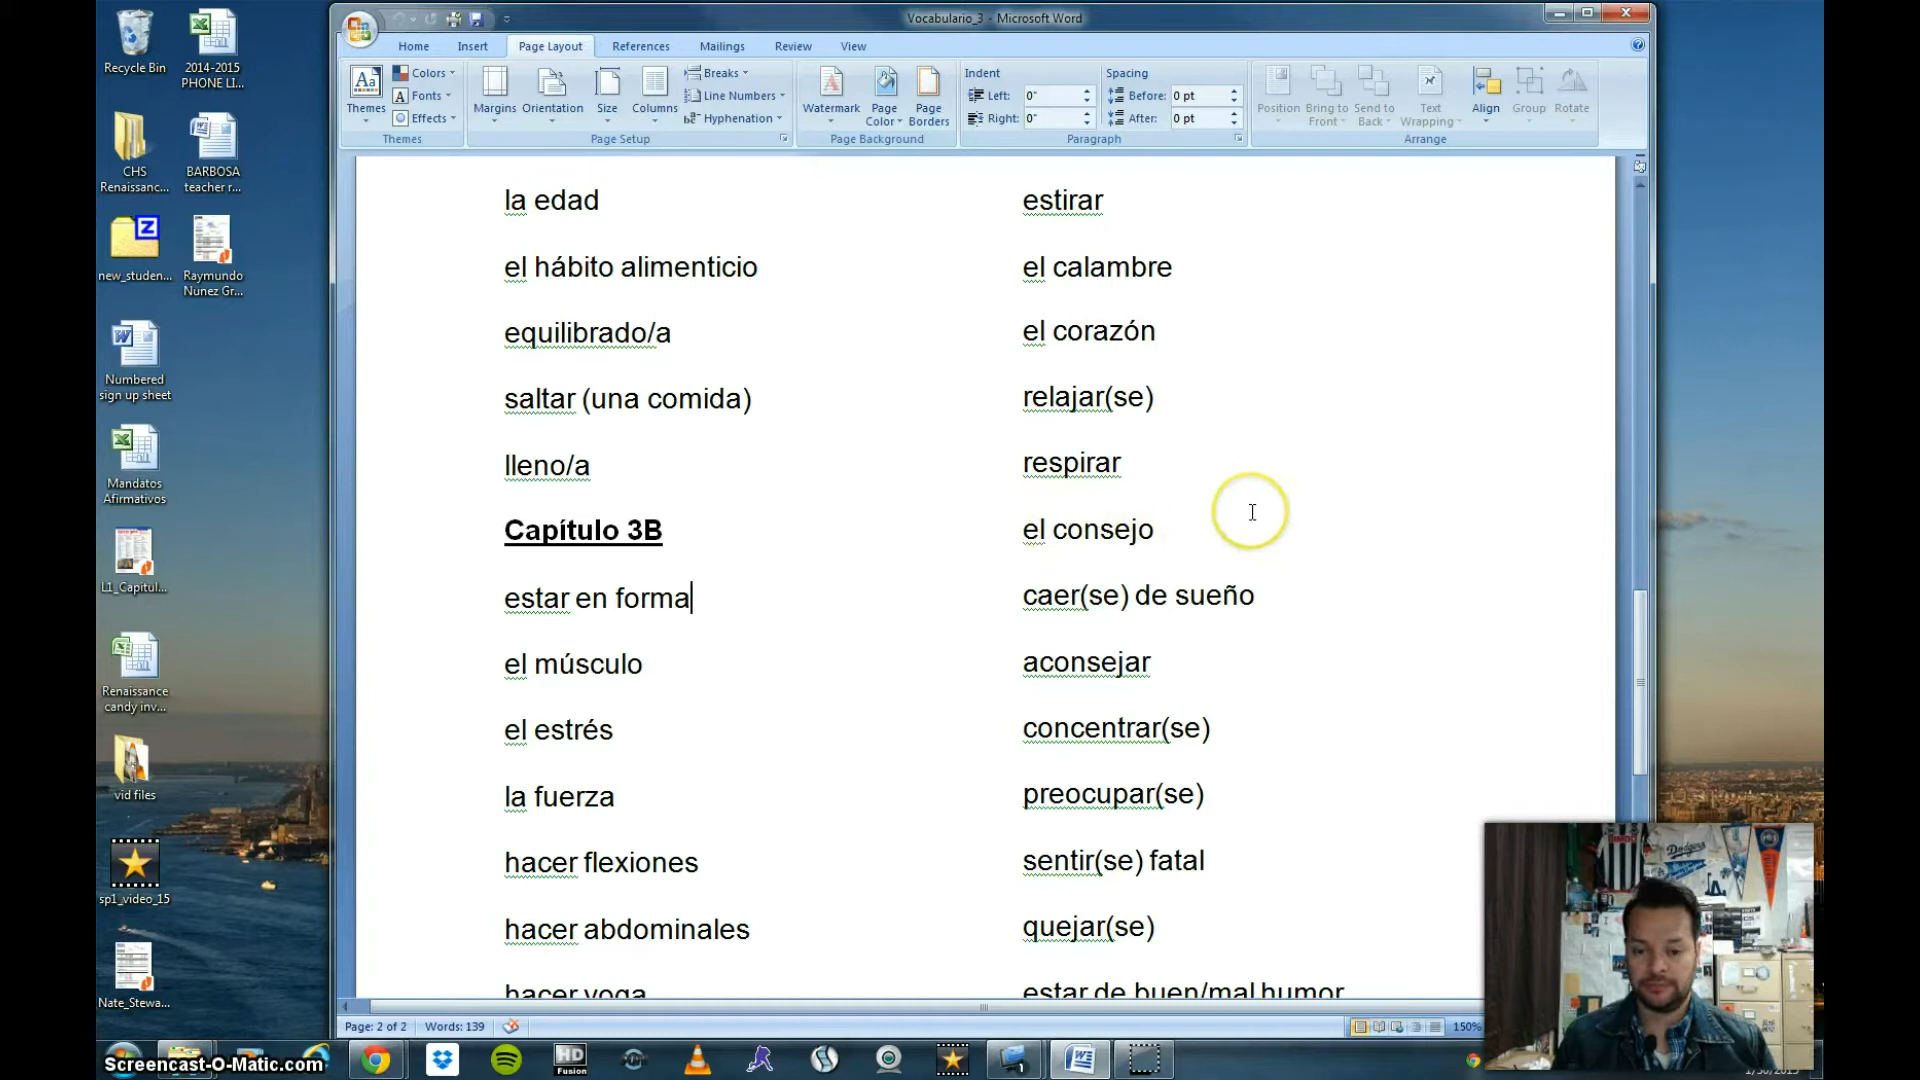 Vocabulario_3 - Microsoft Word
Home Insert Page Layout References Mailings Review View
Themes
Colors
Fonts
Effects
Margins
Orientation
Size
Columns
Breaks
Line Numbers
Hyphenation
Watermark
Page Color
Page Borders
Indent
Left: 0"
Right: 0"
Spacing
Before: 0 pt
After: 0 pt
Position
Bring to Front
Send to Back
Text Wrapping
Align
Group
Rotate
Themes
Page Setup
Page Background
Paragraph
Arrange
Recycle Bin
2014-2015 PHONE LI...
CHS Renaissanc...
BARBOSA teacher r...
new_studen...
Raymundo Nunez Gr...
Numbered sign up sheet
Mandatos Afirmativos
L1_Capitul...
Renaissance candy inv...
vid files
sp1_video_15
Nate_Stewa...
la edad
el hábito alimenticio
equilibrado/a
saltar (una comida)
lleno/a
Capítulo 3B
estar en forma
el músculo
el estrés
la fuerza
hacer flexiones
hacer abdominales
hacer yoga
estirar
el calambre
el corazón
relajar(se)
respirar
el consejo
caer(se) de sueño
aconsejar
concentrar(se)
preocupar(se)
sentir(se) fatal
quejar(se)
estar de buen/mal humor
Dodgers
Page: 2 of 2
Words: 139
150%
Screencast-O-Matic.com
HD
Fusion